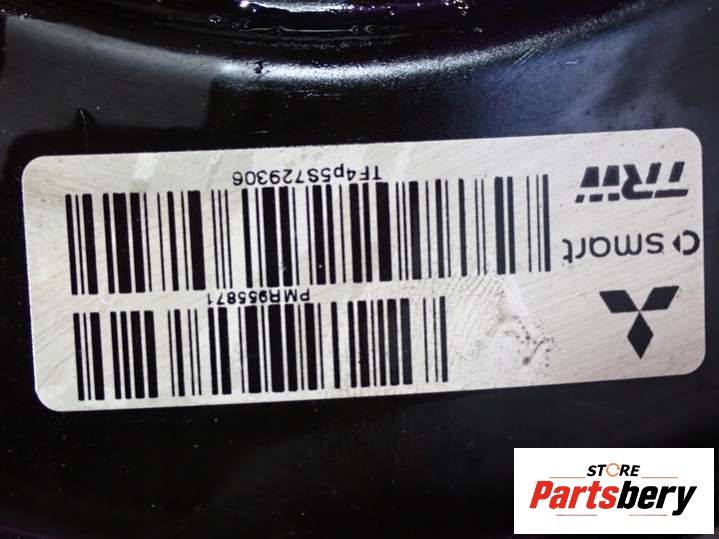 TRW
smart
TF4p5S729306
PMR955871
STORE
Partsbery